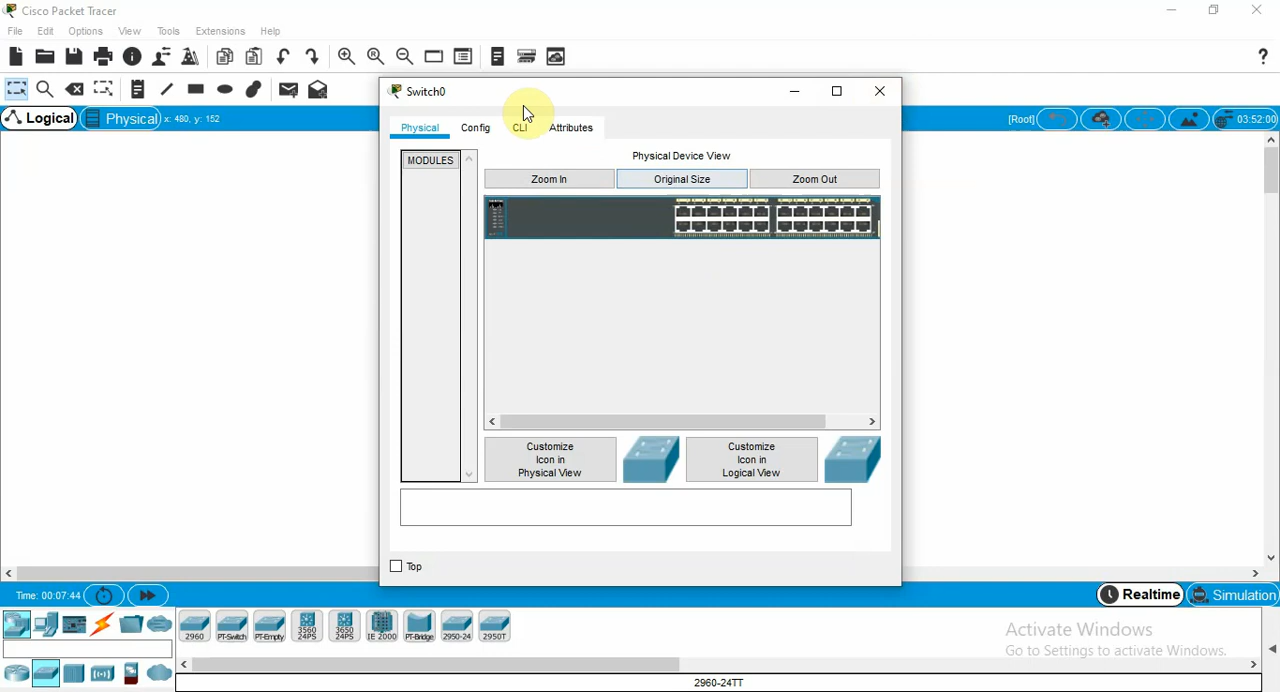 Cisco Packet Tracer
File Edit Options View Tools Extensions Help
Switch0
Logical Physical x: 480, y: 152 [Root] 03:52:00
Physical Config CLI Attributes
MODULES
Physical Device View
Zoom In Original Size Zoom Out
Customize
Icon in
Physical View
Customize
Icon in
Logical View
Top
Time: 00:07:44 Realtime Simulation
2960 PT-Switch PT-Empty 3560 24PS 3650 24PS IE 2000 PT-Bridge 2950-24 2950T
Activate Windows
Go to Settings to activate Windows.
2960-24TT